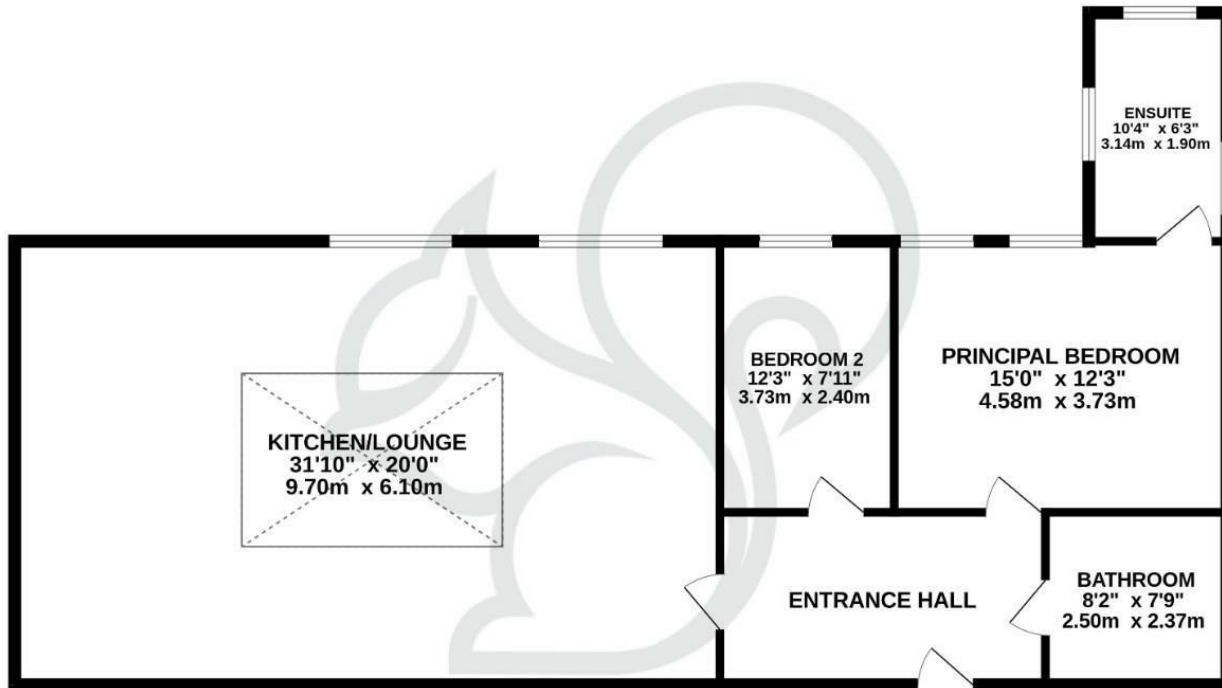 ENSUITE
10'4" x 6'3"
3.14m x 1.90m
KITCHEN/LOUNGE
31'10" x 20'0"
9.70m x 6.10m
BEDROOM 2
12'3" x 7'11"
3.73m x 2.40m
PRINCIPAL BEDROOM
15'0" x 12'3"
4.58m x 3.73m
ENTRANCE HALL
BATHROOM
8'2" x 7'9"
2.50m x 2.37m